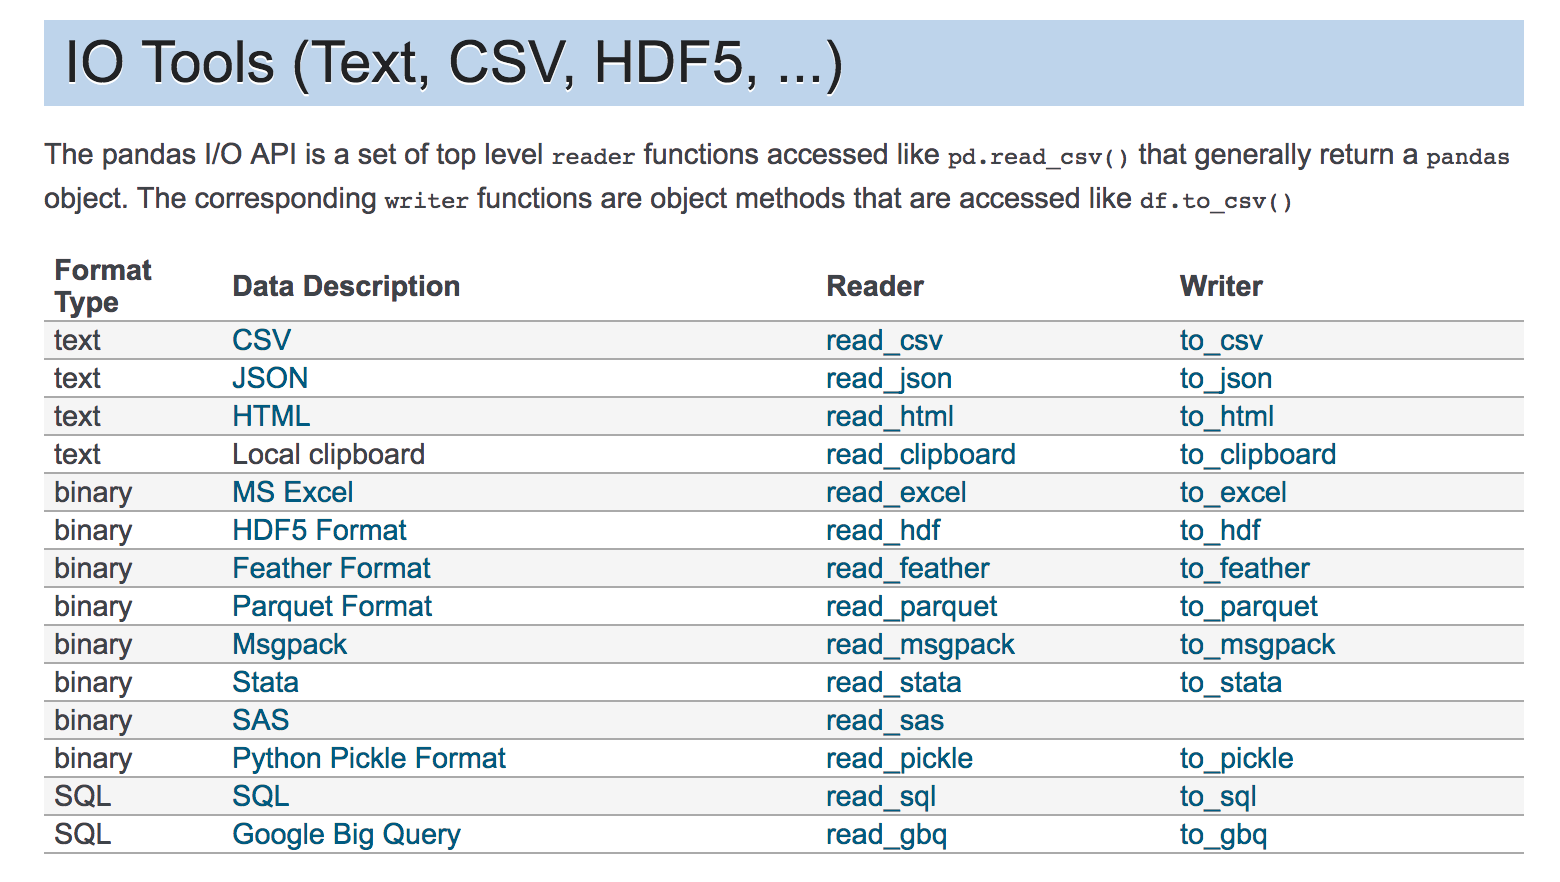 IO Tools (Text, CSV, HDF5, ...)
The pandas I/O API is a set of top level reader functions accessed like pd.read_csv() that generally return a pandas
object. The corresponding writer functions are object methods that are accessed like df.to_csv()
Format Type Data Description Reader Writer
text CSV read_csv to_csv
text JSON read_json to_json
text HTML read_html to_html
text Local clipboard read_clipboard to_clipboard
binary MS Excel read_excel to_excel
binary HDF5 Format read_hdf to_hdf
binary Feather Format read_feather to_feather
binary Parquet Format read_parquet to_parquet
binary Msgpack read_msgpack to_msgpack
binary Stata read_stata to_stata
binary SAS read_sas
binary Python Pickle Format read_pickle to_pickle
SQL SQL read_sql to_sql
SQL Google Big Query read_gbq to_gbq